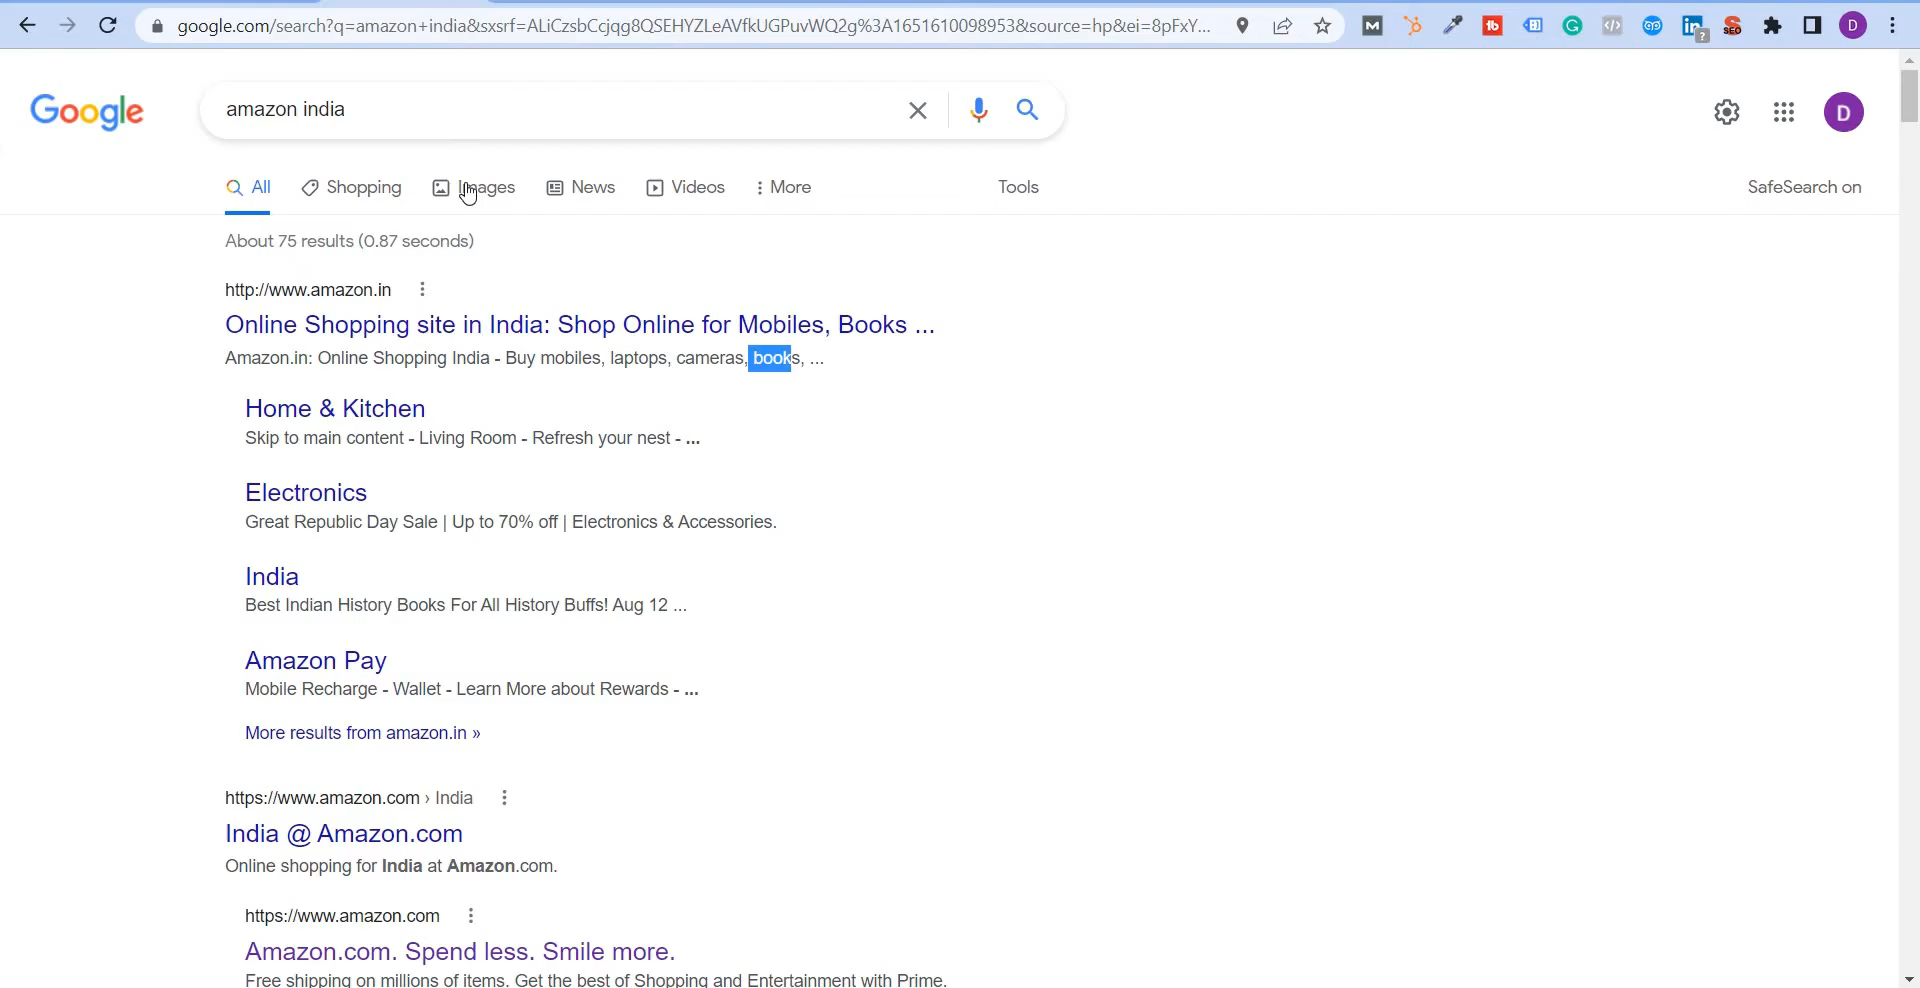 google.com/search?q=amazon+india&sxsrf=ALiCzsbCcjqg8QSEHYZLeAVfkUGPuvWQ2g%3A1651610098953&source=hp&ei=8pFxY...
M
tb
G
</>
GP
in
?
SEO
D
Google
amazon india
D
All
Shopping
Images
News
Videos
More
Tools
SafeSearch on
About 75 results (0.87 seconds)
http://www.amazon.in
Online Shopping site in India: Shop Online for Mobiles, Books ...
Amazon.in: Online Shopping India - Buy mobiles, laptops, cameras, books, ...
Home & Kitchen
Skip to main content - Living Room - Refresh your nest - ...
Electronics
Great Republic Day Sale | Up to 70% off | Electronics & Accessories.
India
Best Indian History Books For All History Buffs! Aug 12 ...
Amazon Pay
Mobile Recharge - Wallet - Learn More about Rewards - ...
More results from amazon.in »
https://www.amazon.com › India
India @ Amazon.com
Online shopping for India at Amazon.com.
https://www.amazon.com
Amazon.com. Spend less. Smile more.
Free shipping on millions of items. Get the best of Shopping and Entertainment with Prime.